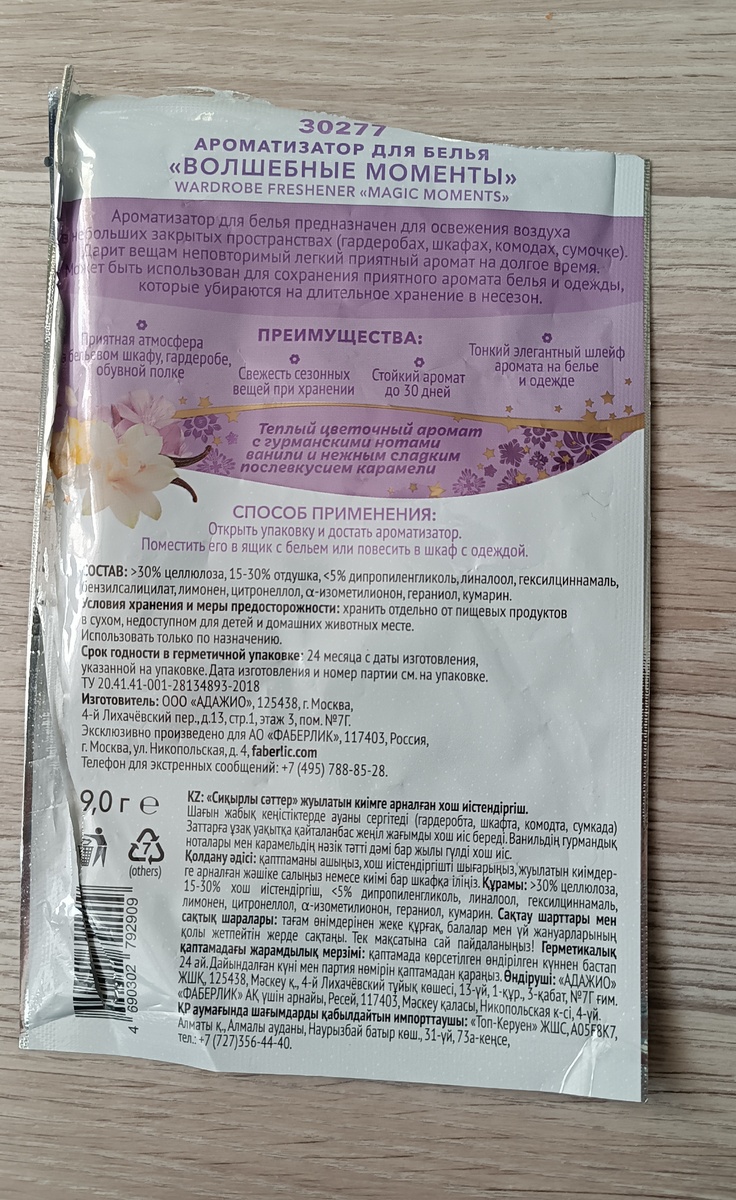 30277
АРОМАТИЗАТОР ДЛЯ БЕЛЬЯ
«ВОЛШЕБНЫЕ МОМЕНТЫ»
WARDROBE FRESHENER «MAGIC MOMENTS»
Ароматизатор для белья предназначен для освежения воздуха
небольших закрытых пространствах (гардеробах, шкафах, комодах, сумочке).
Дарит вещам неповторимый легкий приятный аромат на долгое время.
Может быть использован для сохранения приятного аромата белья и одежды,
которые убираются на длительное хранение в несезон.
ПРЕИМУЩЕСТВА:
Приятная атмосфера
бельевом шкафу, гардеробе,
обувной полке
Свежесть сезонных
вещей при хранении
Стойкий аромат
до 30 дней
Тонкий элегантный шлейф
аромата на белье
и одежде
Теплый цветочный аромат
с гурманскими нотами
ванили и нежным сладким
послевкусием карамели
СПОСОБ ПРИМЕНЕНИЯ:
Открыть упаковку и достать ароматизатор.
Поместить его в ящик с бельем или повесить в шкаф с одеждой.
СОСТАВ: >30% целлюлоза, 15-30% отдушка, <5% дипропиленгликоль, линалоол, гексилциннамаль,
бензилсалицилат, лимонен, цитронеллол, α-изометилионон, гераниол, кумарин.
Условия хранения и меры предосторожности: хранить отдельно от пищевых продуктов
в сухом, недоступном для детей и домашних животных месте.
Использовать только по назначению.
Срок годности в герметичной упаковке: 24 месяца с даты изготовления,
указанной на упаковке. Дата изготовления и номер партии см. на упаковке.
ТУ 20.41.41-001-28134893-2018
Изготовитель: ООО «АДАЖИО», 125438, г. Москва,
4-й Лихачёвский пер., д.13, стр.1, этаж 3, пом. №7Г.
Эксклюзивно произведено для АО «ФАБЕРЛИК», 117403, Россия,
г. Москва, ул. Никопольская, д. 4, faberlic.com
Телефон для экстренных сообщений: +7 (495) 788-85-28.
9,0 г e
7
(others)
4 690302 792909
KZ: «Сиқырлы сәттер» жуылатын киімге арналған хош иістендіргіш.
Шағын жабық кеңістіктерде ауаны сергітеді (гардеробта, шкафта, комодта, сумкада)
Заттарға ұзақ уақытқа қайталанбас жеңіл жағымды хош иіс береді. Ванильдің гурмандық
ноталары мен карамельдің нәзік тәтті дәмі бар жылы гүлді хош иіс.
Қолдану әдісі: қаптпаманы ашыңыз, хош иістендіргішті шығарыңыз, жуылатын киімдер-
ге арналған жәшіке салыңыз немесе киімі бар шкафқа іліңіз. Құрамы: >30% целлюлоза,
15-30% хош иістендіргіш, <5% дипропиленгликоль, линалоол, гексилциннамаль,
лимонен, цитронеллол, α-изометилионон, гераниол, кумарин. Сақтау шарттары мен
сақтық шаралары: тағам өнімдерінен жеке құрғақ, балалар мен үй жануарларының
қолы жетпейтін жерде сақтаңы. Тек мақсатына сай пайдаланыңыз! Герметикалық
қаптамадағы жарамдылық мерзімі: қаптамада көрсетілген өндірілген күннен бастап
24 ай. Дайындалған күні мен партия нөмірін қаптамадан қараңыз. Өндіруші: «АДАЖИО»
ЖШҚ, 125438, Мәскеу қ., 4-й Лихачёвский тұйық көшесі, 13-үй, 1-құр., 3-қабат, №7Г ғим.
«ФАБЕРЛИК» АҚ үшін арнайы, Ресей, 117403, Мәскеу қаласы, Никопольская к-сі, 4-үй.
ҚР аумағында шағымдарды қабылдайтын импорттаушы: «Топ-Керуен» ЖШС, A05F8K7,
Алматы қ., Алмалы ауданы, Наурызбай батыр көш., 31-үй, 73а-кеңсе,
тел.: +7 (727)356-44-40.